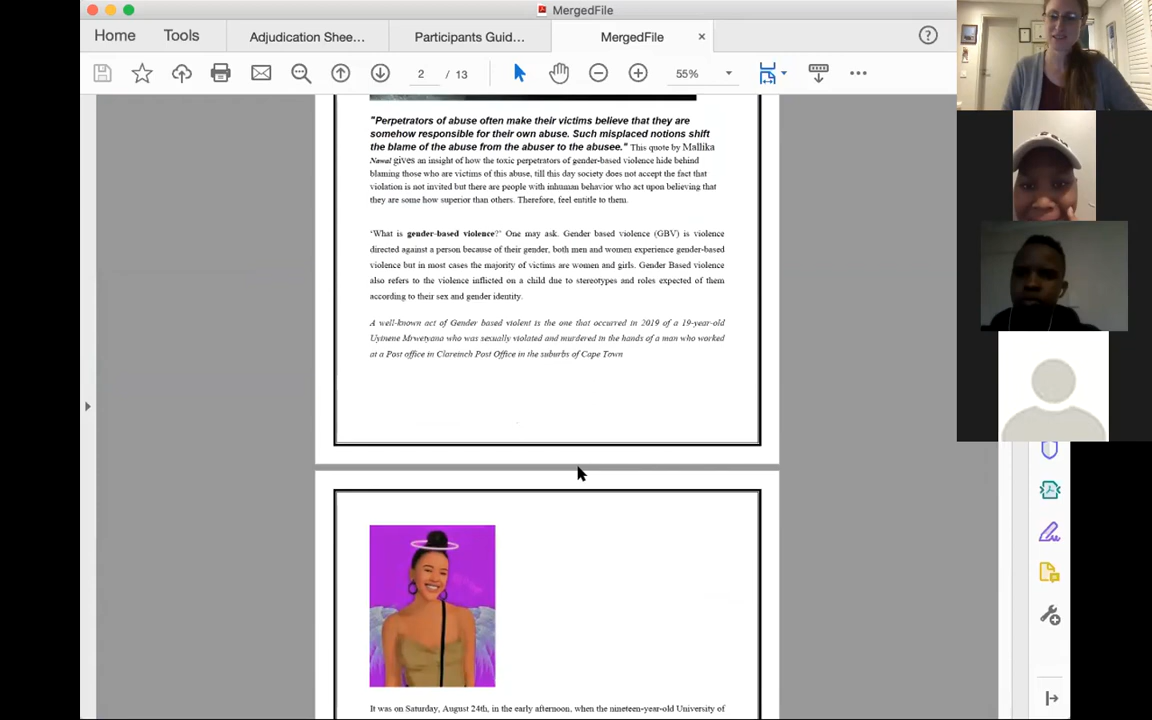 MergedFile
Home
Tools
Adjudication Shee...
Participants Guid...
MergedFile
×
?
2 / 13
55%
"Perpetrators of abuse often make their victims believe that they are
somehow responsible for their own abuse. Such misplaced notions shift
the blame of the abuse from the abuser to the abusee." This quote by Mallika
Nawal gives an insight of how the toxic perpetrators of gender-based violence hide behind
blaming those who are victims of this abuse, till this day society does not accept the fact that
violation is not invited but there are people with inhuman behavior who act upon believing that
they are some how superior than others. Therefore, feel entitle to them.
‘What is gender-based violence?’ One may ask. Gender based violence (GBV) is violence
directed against a person because of their gender, both men and women experience gender-based
violence but in most cases the majority of victims are women and girls. Gender Based violence
also refers to the violence inflicted on a child due to stereotypes and roles expected of them
according to their sex and gender identity.
A well-known act of Gender based violent is the one that occurred in 2019 of a 19-year-old
Uyinene Mrwetyana who was sexually violated and murdered in the hands of a man who worked
at a Post office in Clareinch Post Office in the suburbs of Cape Town
It was on Saturday, August 24th, in the early afternoon, when the nineteen-year-old University of